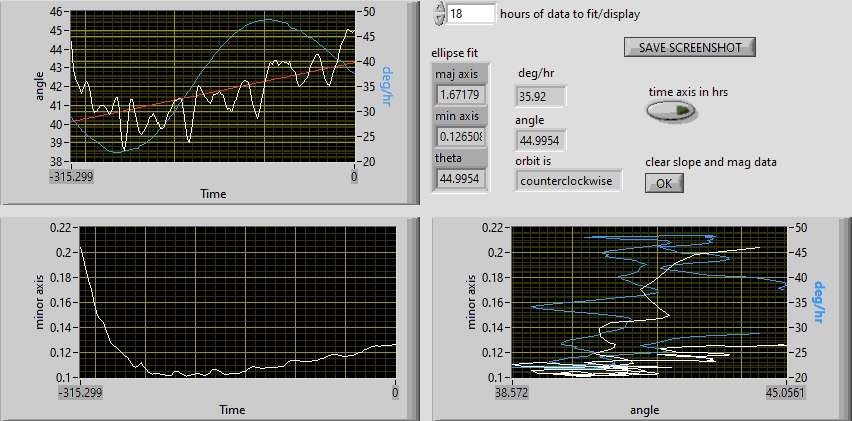 18 hours of data to fit/display
SAVE SCREENSHOT
ellipse fit
maj axis
1.67179
min axis
0.126508
theta
44.9954
deg/hr
35.92
angle
44.9954
orbit is
counterclockwise
time axis in hrs
clear slope and mag data
OK
46
45
44
43
42
41
40
39
38
angle
50
45
40
35
30
25
20
deg/hr
-315.299
0
Time
0.22
0.2
0.18
0.16
0.14
0.12
0.1
minor axis
-315.299
0
Time
0.22
0.2
0.18
0.16
0.14
0.12
0.1
minor axis
50
45
40
35
30
25
20
deg/hr
38.572
45.0561
angle